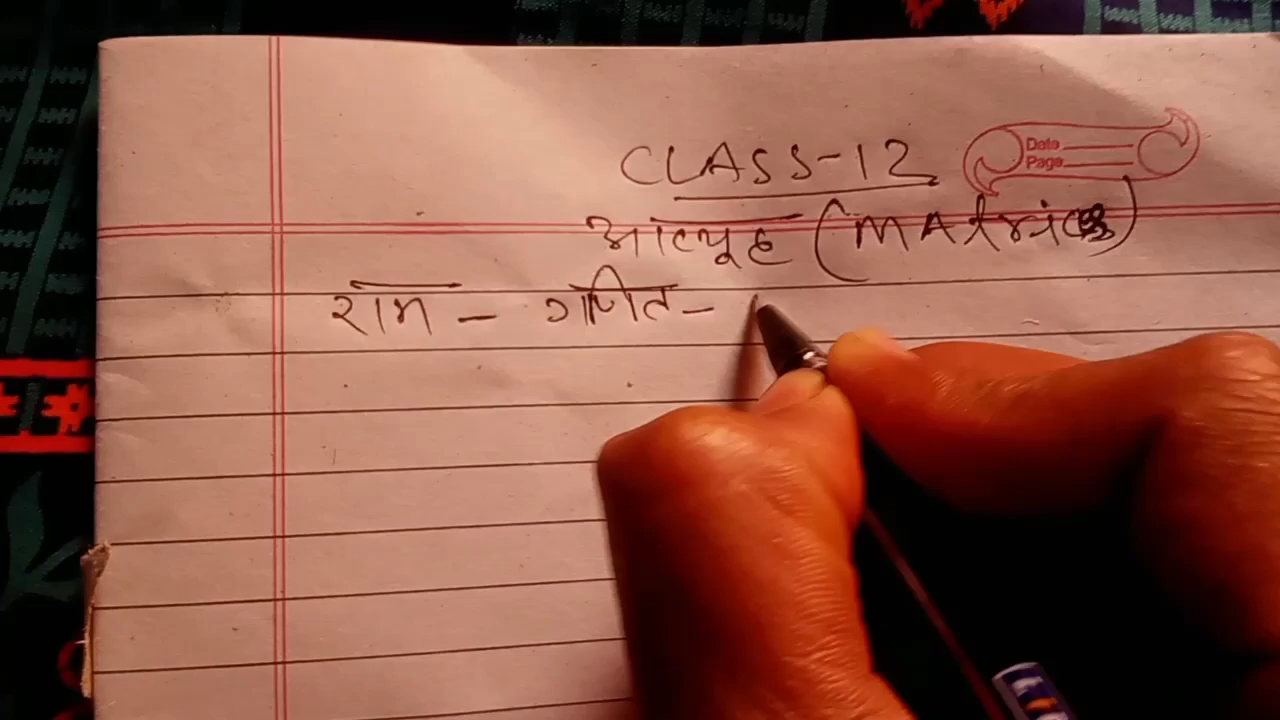 CLASS-12
Date
Page
आव्यूह (MAtrices)
राम - गणित -